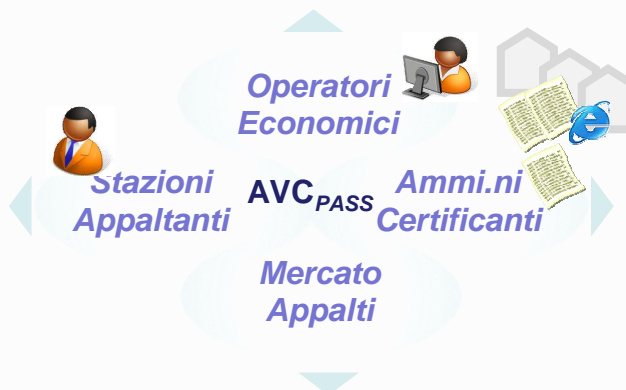 Operatori
Economici
Stazioni
Appaltanti
AVCPASS
Ammi.ni
Certificanti
Mercato
Appalti